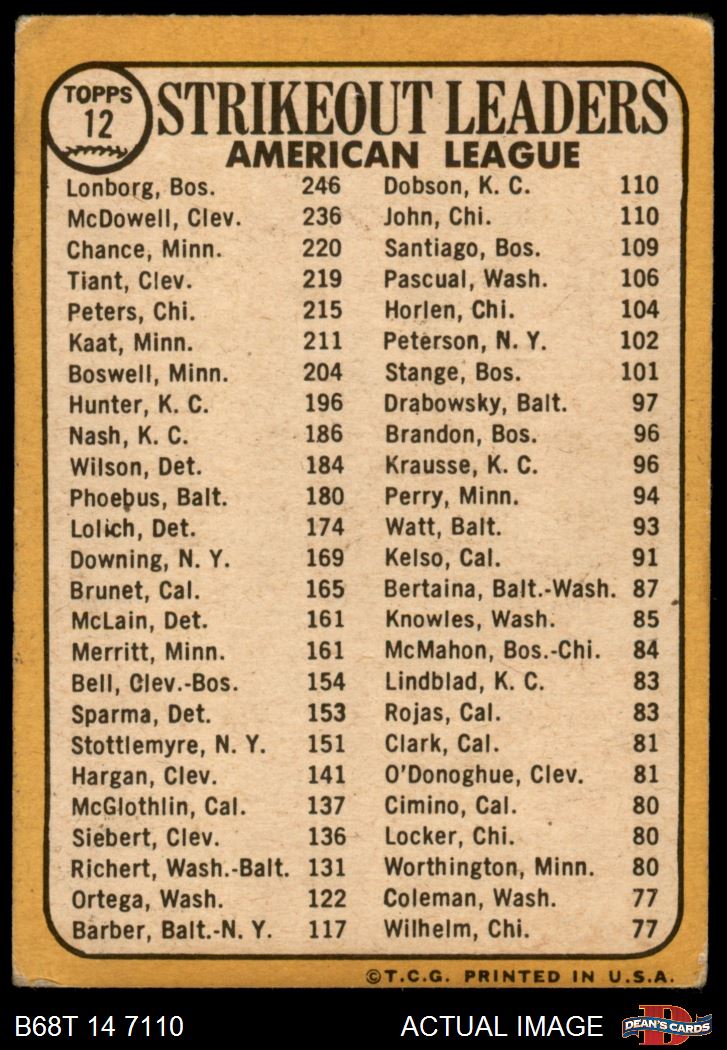 TOPPS
12
STRIKEOUT LEADERS
AMERICAN LEAGUE
Lonborg, Bos. 246
McDowell, Clev. 236
Chance, Minn. 220
Tiant, Clev. 219
Peters, Chi. 215
Kaat, Minn. 211
Boswell, Minn. 204
Hunter, K. C. 196
Nash, K. C. 186
Wilson, Det. 184
Phoebus, Balt. 180
Lolich, Det. 174
Downing, N. Y. 169
Brunet, Cal. 165
McLain, Det. 161
Merritt, Minn. 161
Bell, Clev.-Bos. 154
Sparma, Det. 153
Stottlemyre, N. Y. 151
Hargan, Clev. 141
McGlothlin, Cal. 137
Siebert, Clev. 136
Richert, Wash.-Balt. 131
Ortega, Wash. 122
Barber, Balt.-N. Y. 117
Dobson, K. C. 110
John, Chi. 110
Santiago, Bos. 109
Pascual, Wash. 106
Horlen, Chi. 104
Peterson, N. Y. 102
Stange, Bos. 101
Drabowsky, Balt. 97
Brandon, Bos. 96
Krausse, K. C. 96
Perry, Minn. 94
Watt, Balt. 93
Kelso, Cal. 91
Bertaina, Balt.-Wash. 87
Knowles, Wash. 85
McMahon, Bos.-Chi. 84
Lindblad, K. C. 83
Rojas, Cal. 83
Clark, Cal. 81
O'Donoghue, Clev. 81
Cimino, Cal. 80
Locker, Chi. 80
Worthington, Minn. 80
Coleman, Wash. 77
Wilhelm, Chi. 77
©T.C.G. PRINTED IN U.S.A.
B68T 14 7110
ACTUAL IMAGE
D
DEAN'S CARDS